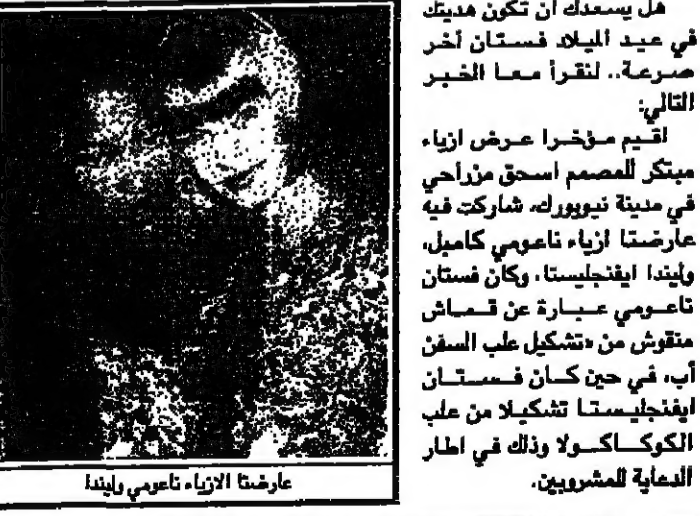 هل يسعدك ان تكون هديتك
في عيد الميلاد فستان آخر
صرعة.. لنقرأ معا الخبر
التالي:
اقيم مؤخرا عرض ازياء
مبتكر للمصمم اسحق مزراحي
في مدينة نيويورك، شاركت فيه
عارضتا ازياء ناعومي كامبل،
وليندا ايفنجليستا، وكان فستان
ناعومي عبارة عن قماش
منقوش من «تشكيل علب السفن
أب، في حين كان فستان
ايفنجليستا تشكيلا من علب
الكوكاكولا وذلك في اطار
الدعاية للمشروبين.
عارضتا الازياء ناعومي وليندا